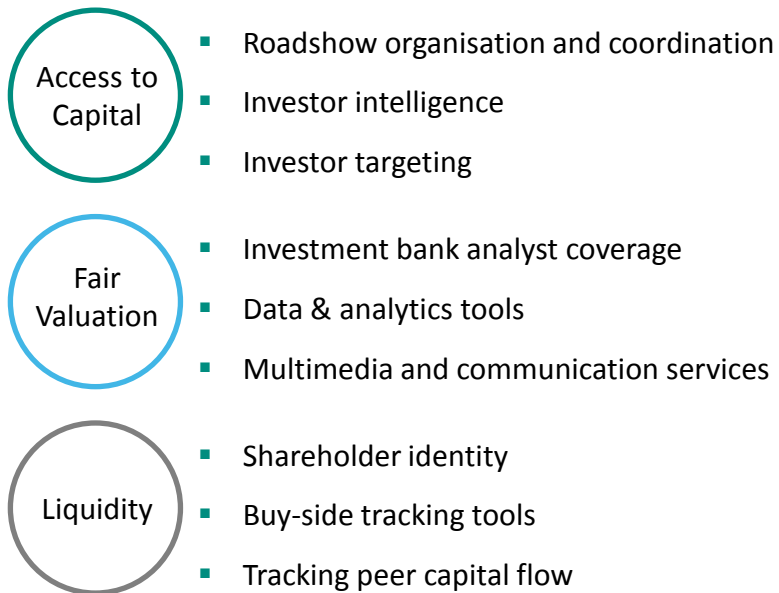 Access to
Capital
▪ Roadshow organisation and coordination
▪ Investor intelligence
▪ Investor targeting
Fair
Valuation
▪ Investment bank analyst coverage
▪ Data & analytics tools
▪ Multimedia and communication services
Liquidity
▪ Shareholder identity
▪ Buy-side tracking tools
▪ Tracking peer capital flow